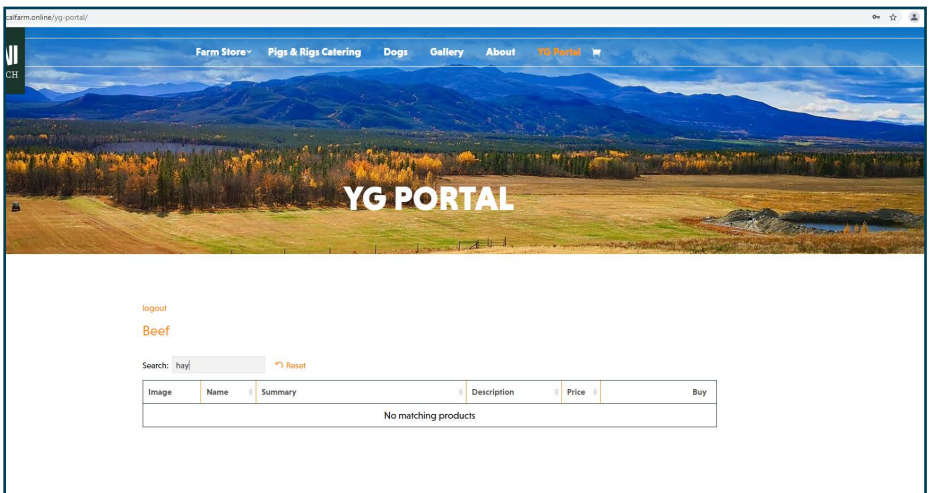 calfarm.online/yg-portal/
NI
CH
Farm Store Pigs & Rigs Catering Dogs Gallery About YG Portal
YG PORTAL
logout
Beef
Search: hay Reset
Image Name Summary Description Price Buy
No matching products